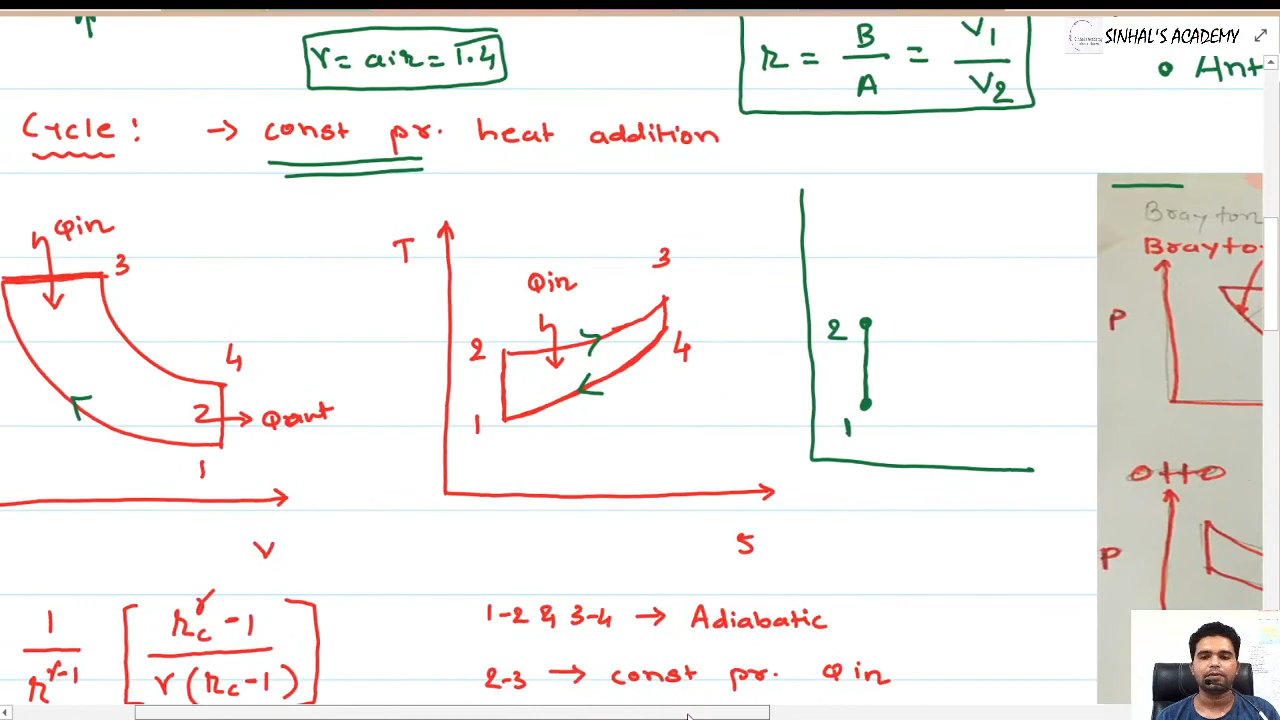 SINHAL'S ACADEMY
γ = air = 1.4
r = B/A = V1/V2
• Ant
Cycle : → const pr. heat addition
Qin
3
4
2
Qout
1
V
T
Qin
2
3
4
1
S
2
1
Brayton
Brayto
P
Otto
P
1/r^γ-1 [ rc^γ - 1 / γ(rc-1) ]
1-2 & 3-4 → Adiabatic
2-3 → const pr. Qin